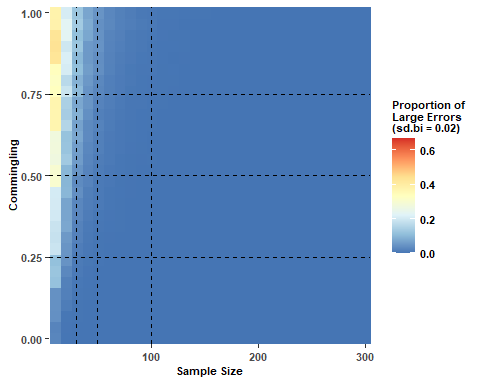 1.00
0.75
0.50
0.25
0.00
Commingling
100
200
300
Sample Size
Proportion of
Large Errors
(sd.bi = 0.02)
0.6
0.4
0.2
0.0